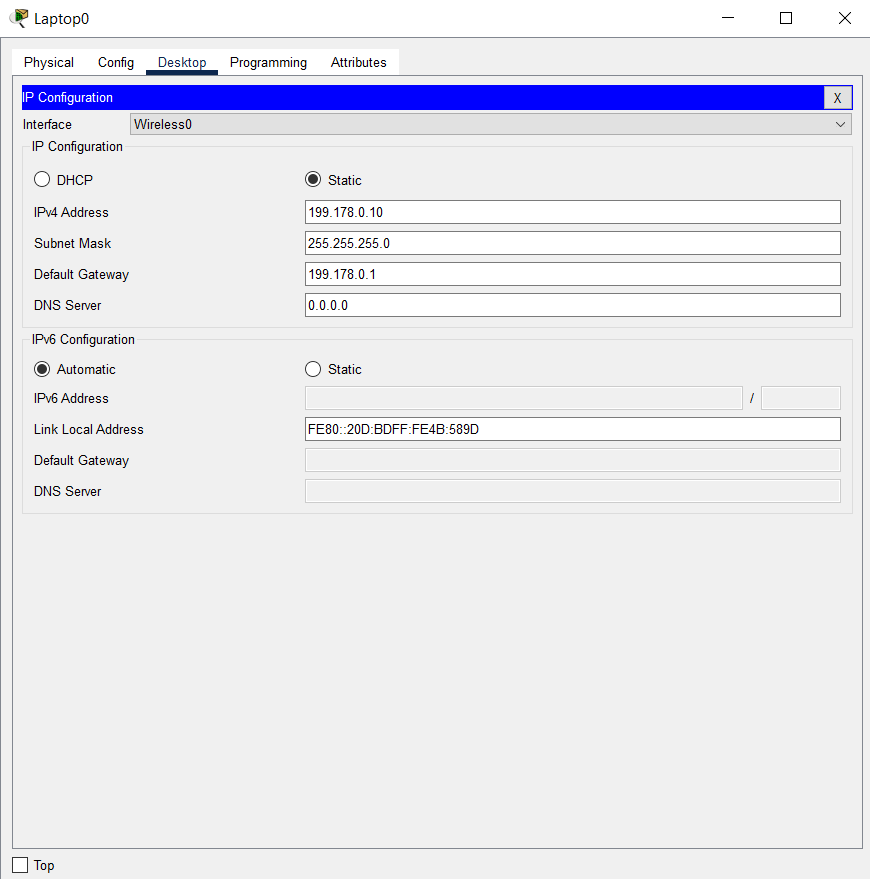 Laptop0
Physical Config Desktop Programming Attributes
IP Configuration X
Interface Wireless0
IP Configuration
DHCP Static
IPv4 Address 199.178.0.10
Subnet Mask 255.255.255.0
Default Gateway 199.178.0.1
DNS Server 0.0.0.0
IPv6 Configuration
Automatic Static
IPv6 Address /
Link Local Address FE80::20D:BDFF:FE4B:589D
Default Gateway
DNS Server
Top